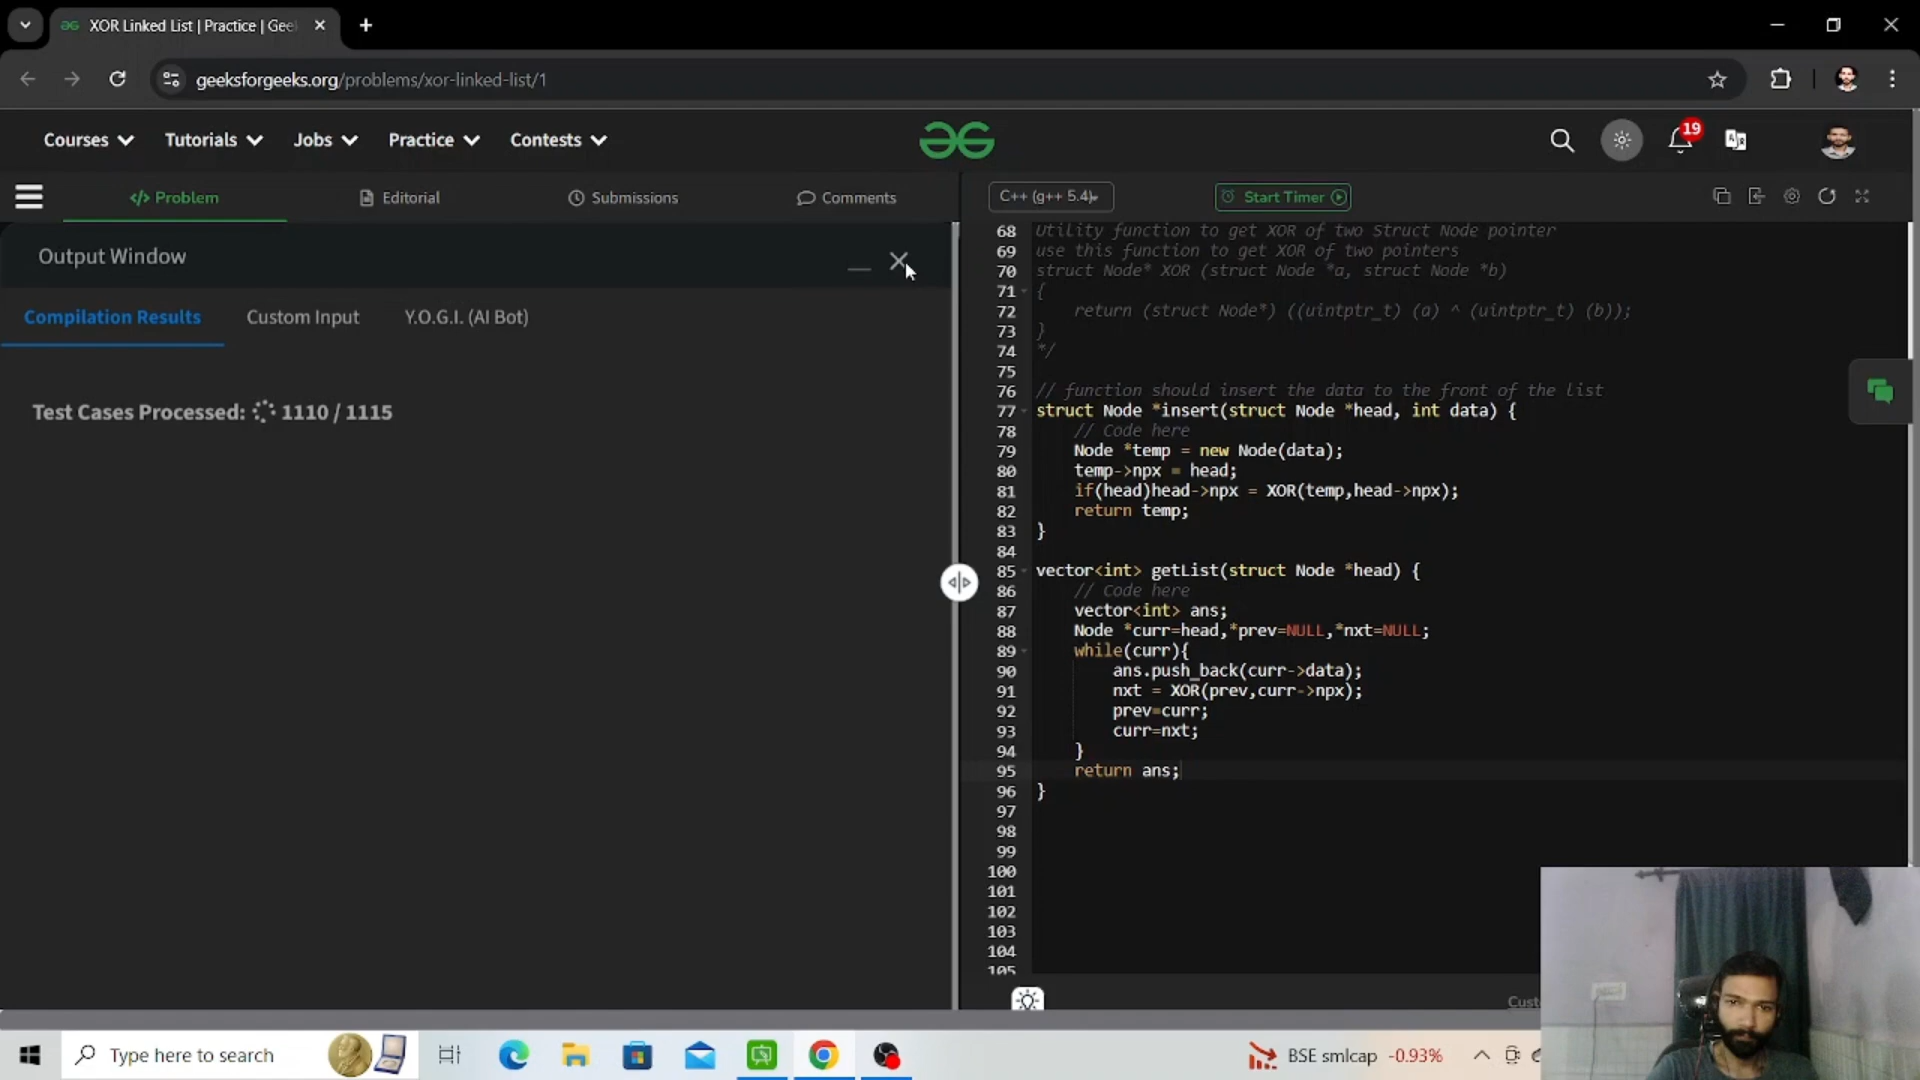 XOR Linked List | Practice | Gee
geeksforgeeks.org/problems/xor-linked-list/1
Courses Tutorials Jobs Practice Contests
19
</> Problem Editorial Submissions Comments
C++ (g++ 5.4) Start Timer
Output Window
Compilation Results Custom Input Y.O.G.I. (AI Bot)
Test Cases Processed: 1110 / 1115
68 Utility function to get XOR of two Struct Node pointer
69 use this function to get XOR of two pointers
70 struct Node* XOR (struct Node *a, struct Node *b)
71 {
72 return (struct Node*) ((uintptr_t) (a) ^ (uintptr_t) (b));
73 }
74 */
75
76 // function should insert the data to the front of the list
77 struct Node *insert(struct Node *head, int data) {
78 // Code here
79 Node *temp = new Node(data);
80 temp->npx = head;
81 if(head)head->npx = XOR(temp,head->npx);
82 return temp;
83 }
84
85 vector<int> getList(struct Node *head) {
86 // Code here
87 vector<int> ans;
88 Node *curr=head,*prev=NULL,*nxt=NULL;
89 while(curr){
90 ans.push_back(curr->data);
91 nxt = XOR(prev,curr->npx);
92 prev=curr;
93 curr=nxt;
94 }
95 return ans;
96 }
97
98
99
100
101
102
103
104
105
Cust
Type here to search
BSE smlcap -0.93%